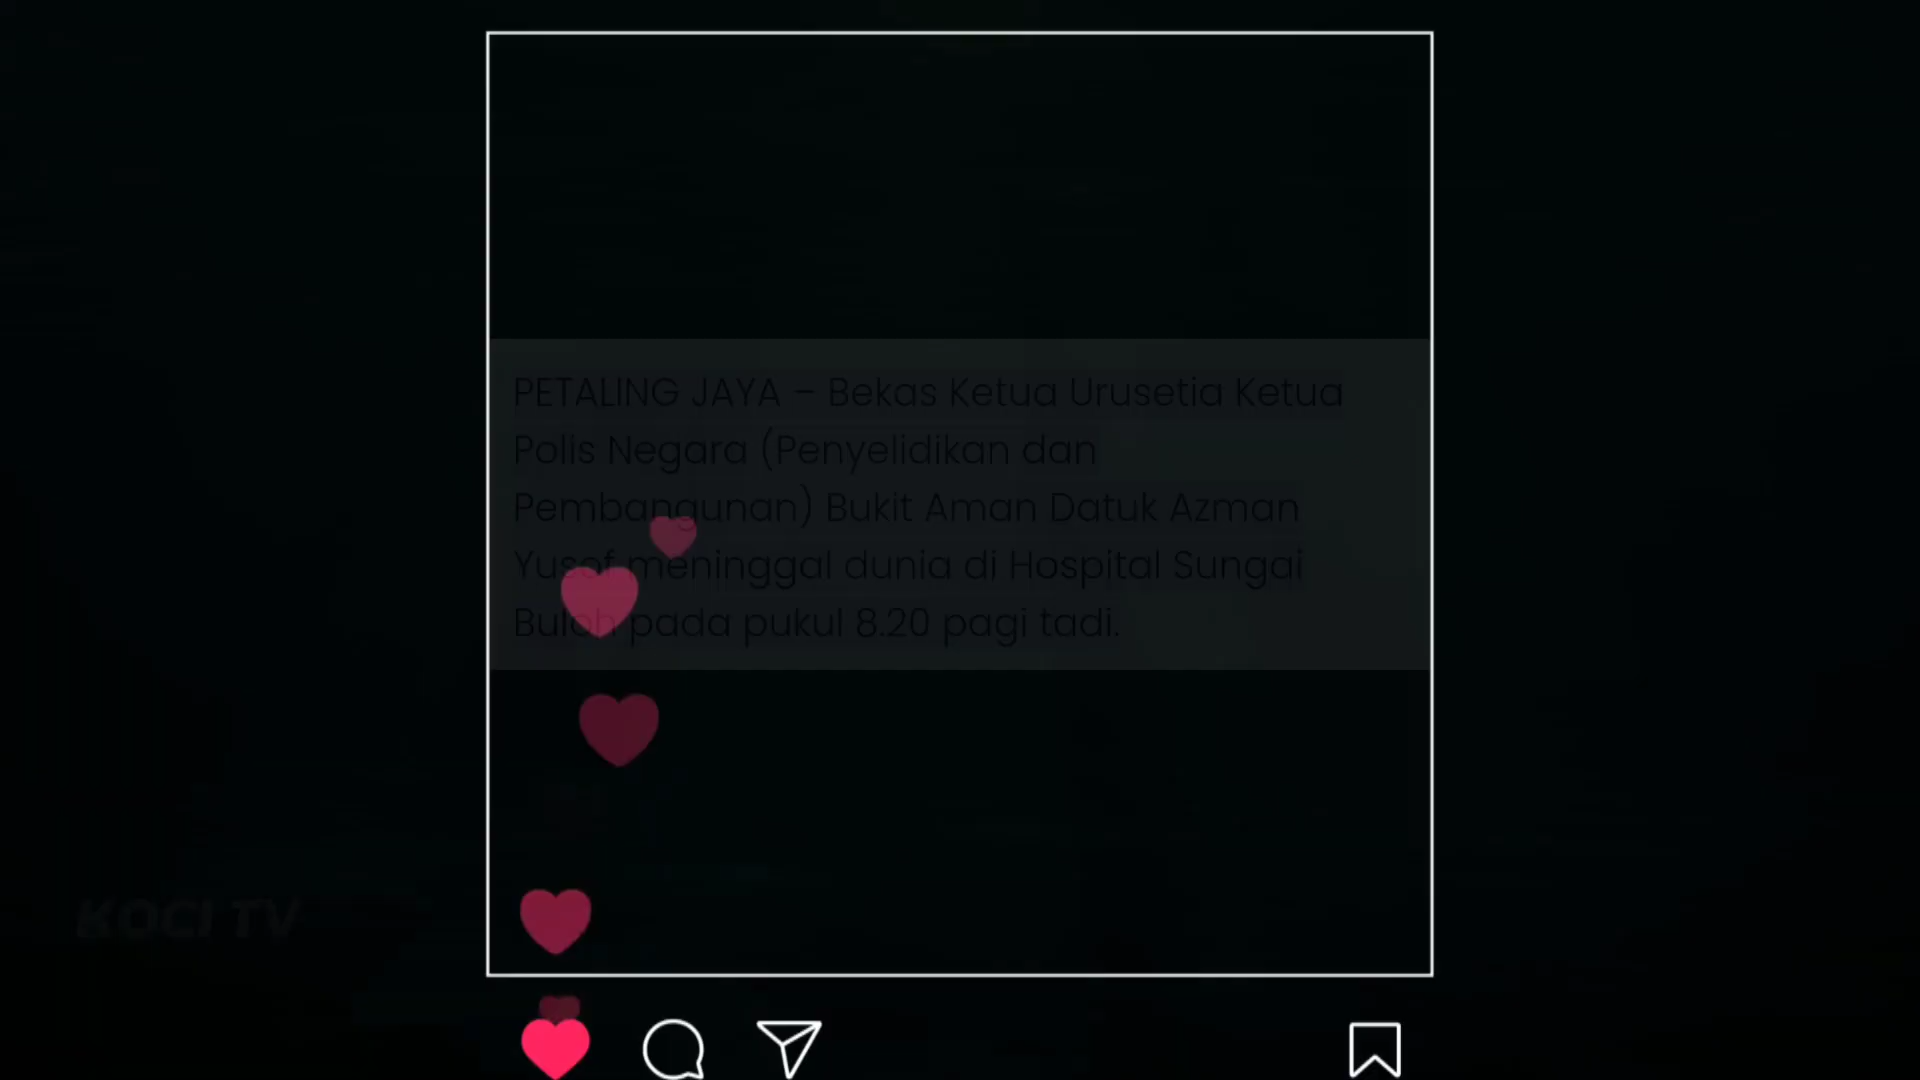 PETALING JAYA – Bekas Ketua Urusetia Ketua
Polis Negara (Penyelidikan dan
Pembangunan) Bukit Aman Datuk Azman
Yusof meninggal dunia di Hospital Sungai
Buloh pada pukul 8.20 pagi tadi.
KOCI TV